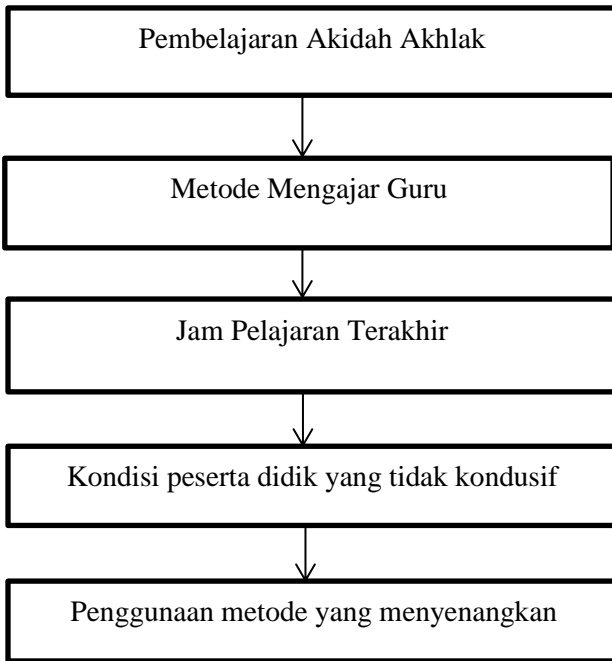 Pembelajaran Akidah Akhlak
Metode Mengajar Guru
Jam Pelajaran Terakhir
Kondisi peserta didik yang tidak kondusif
Penggunaan metode yang menyenangkan